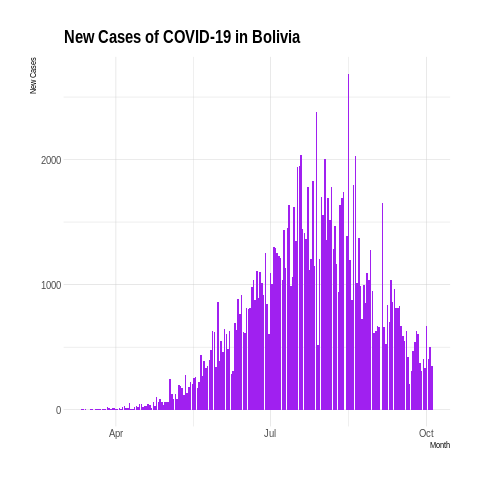 New Cases of COVID-19 in Bolivia
New Cases
2000
1000
0
Apr
Jul
Oct
Month